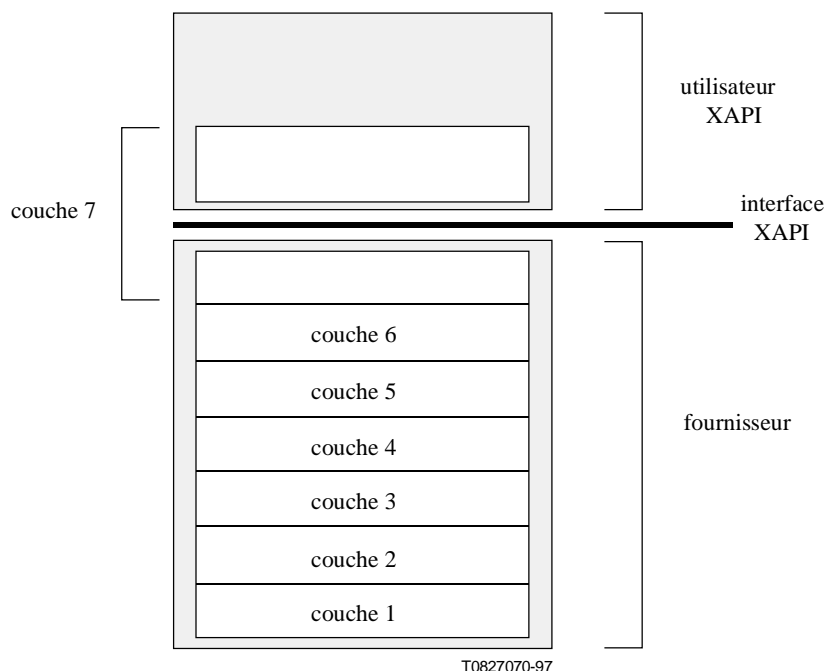 utilisateur
XAPI
couche 7
interface
XAPI
couche 6
couche 5
fournisseur
couche 4
couche 3
couche 2
couche 1
T0827070-97